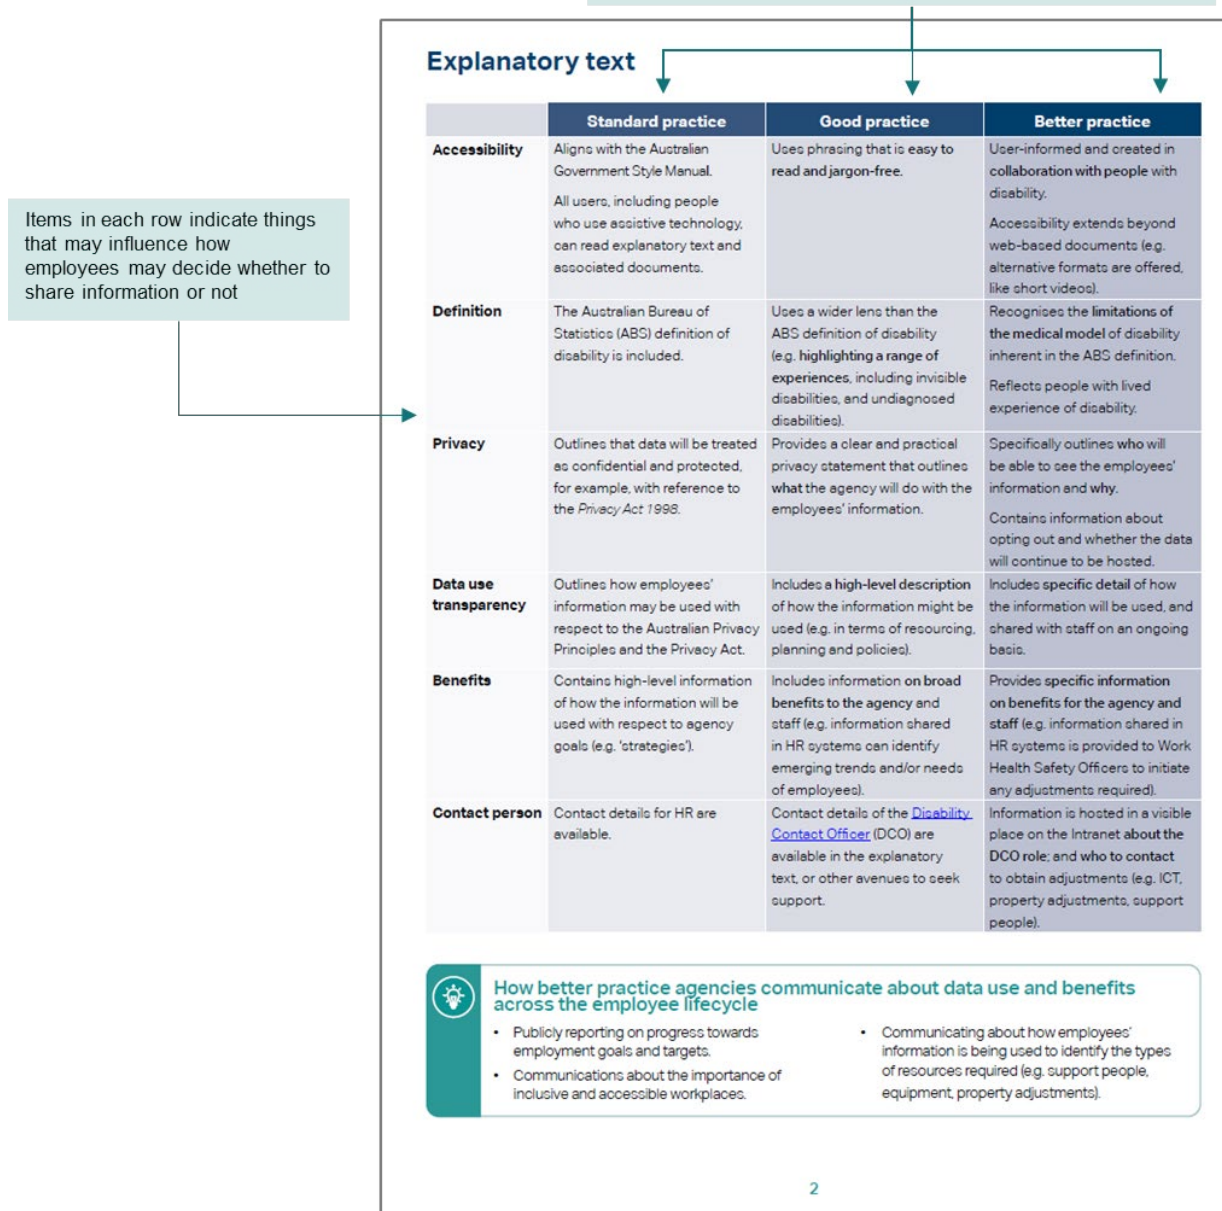 Explanatory text
Items in each row indicate things
that may influence how
employees may decide whether to
share information or not
Standard practice
Good practice
Better practice
Accessibility
Aligns with the Australian
Government Style Manual.
All users, including people
who use assistive technology,
can read explanatory text and
associated documents.
Uses phrasing that is easy to
read and jargon-free.
User-informed and created in
collaboration with people with
disability.
Accessibility extends beyond
web-based documents (e.g.
alternative formats are offered,
like short videos).
Definition
The Australian Bureau of
Statistics (ABS) definition of
disability is included.
Uses a wider lens than the
ABS definition of disability
(e.g. highlighting a range of
experiences, including invisible
disabilities, and undiagnosed
disabilities).
Recognises the limitations of
the medical model of disability
inherent in the ABS definition.
Reflects people with lived
experience of disability.
Privacy
Outlines that data will be treated
as confidential and protected,
for example, with reference to
the Privacy Act 1998.
Provides a clear and practical
privacy statement that outlines
what the agency will do with the
employees' information.
Specifically outlines who will
be able to see the employees'
information and why.
Contains information about
opting out and whether the data
will continue to be hosted.
Data use
transparency
Outlines how employees'
information may be used with
respect to the Australian Privacy
Principles and the Privacy Act.
Includes a high-level description
of how the information might be
used (e.g. in terms of resourcing,
planning and policies).
Includes specific detail of how
the information will be used, and
shared with staff on an ongoing
basis.
Benefits
Contains high-level information
of how the information will be
used with respect to agency
goals (e.g. 'strategies').
Includes information on broad
benefits to the agency and
staff (e.g. information shared
in HR systems can identify
emerging trends and/or needs
of employees).
Provides specific information
on benefits for the agency and
staff (e.g. information shared in
HR systems is provided to Work
Health Safety Officers to initiate
any adjustments required).
Contact person
Contact details for HR are
available.
Contact details of the Disability
Contact Officer (DCO) are
available in the explanatory
text, or other avenues to seek
support.
Information is hosted in a visible
place on the Intranet about the
DCO role; and who to contact
to obtain adjustments (e.g. ICT,
property adjustments, support
people).
How better practice agencies communicate about data use and benefits
across the employee lifecycle
• Publicly reporting on progress towards
employment goals and targets.
• Communications about the importance of
inclusive and accessible workplaces.
• Communicating about how employees'
information is being used to identify the types
of resources required (e.g. support people,
equipment, property adjustments).
2